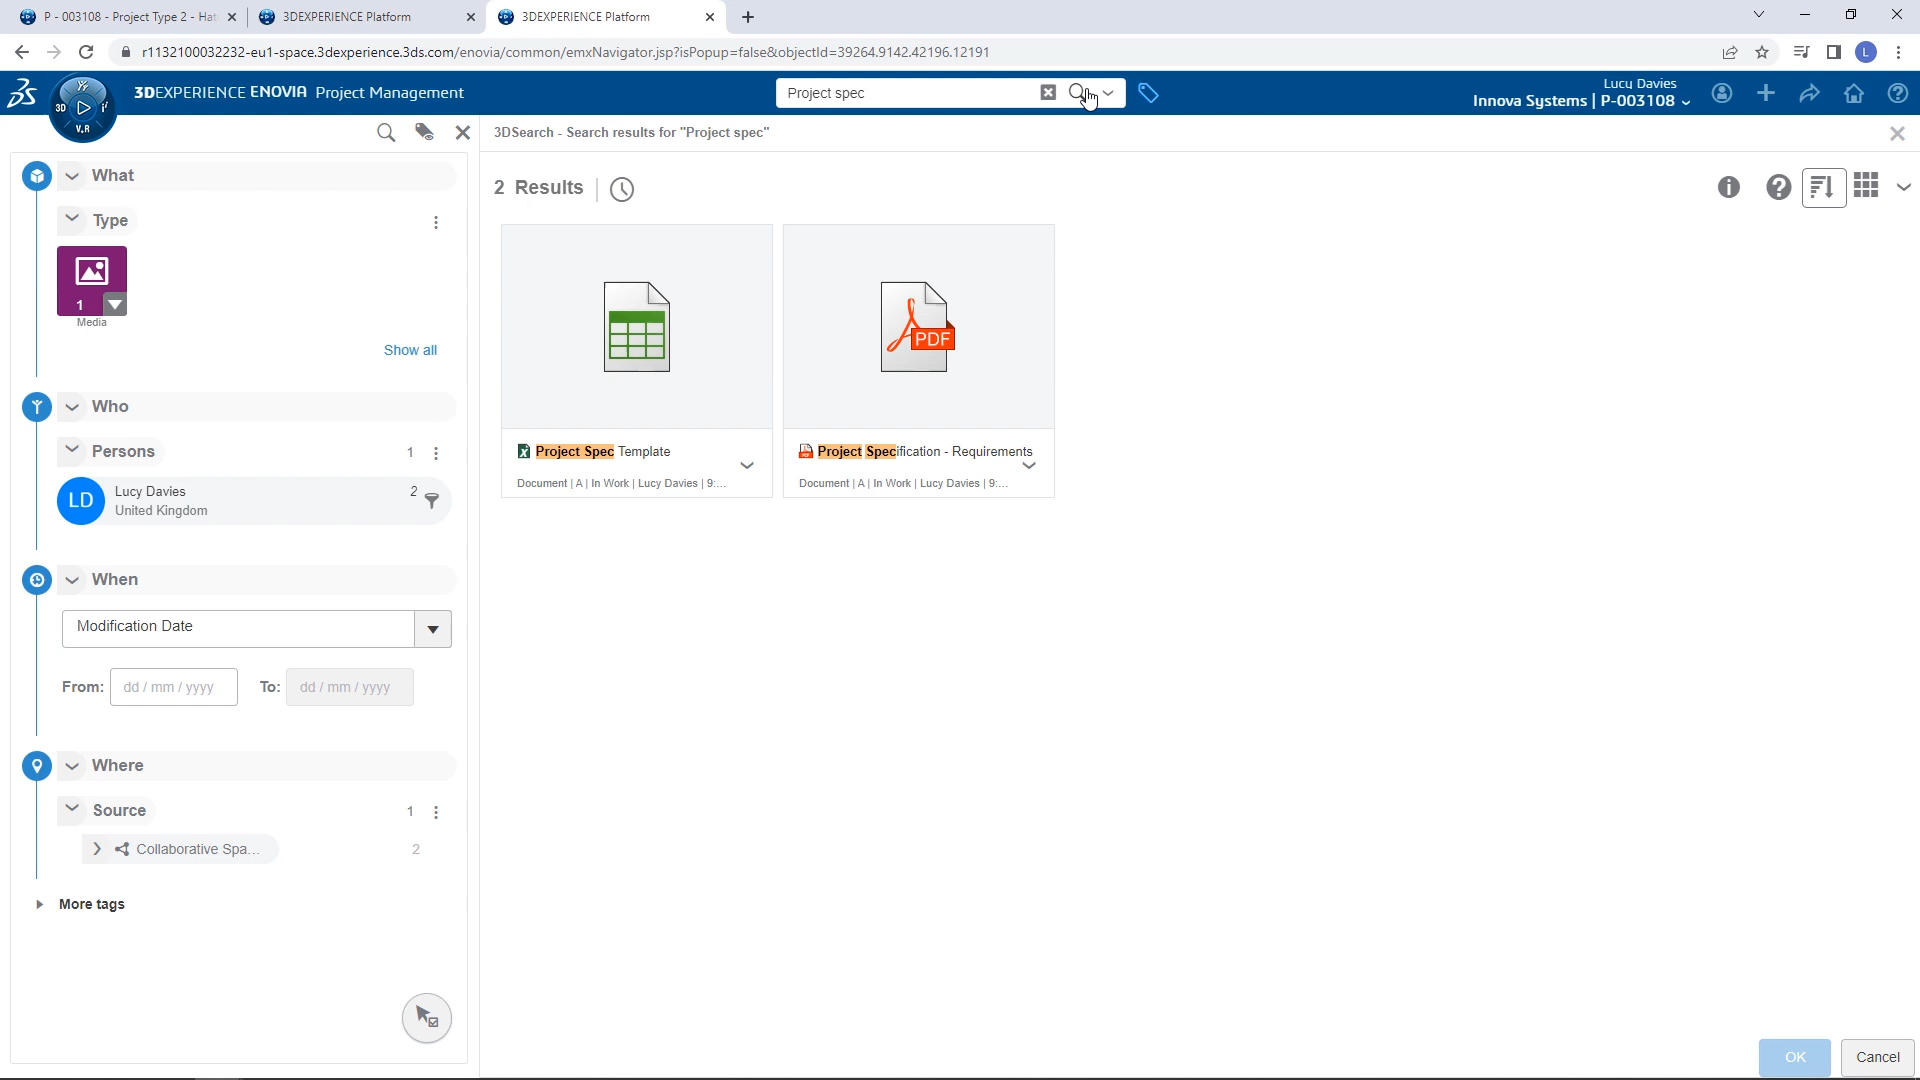 P - 003108 - Project Type 2 - Hat
3DEXPERIENCE Platform
3DEXPERIENCE Platform
r1132100032232-eu1-space.3dexperience.3ds.com/enovia/common/emxNavigator.jsp?isPopup=false&objectId=39264.9142.42196.12191
L
3D
V.R
3DEXPERIENCE ENOVIA Project Management
Project spec
Lucy Davies
Innova Systems | P-003108
3DSearch - Search results for "Project spec"
What
Type
1
Media
Show all
Who
Persons 1
LD
Lucy Davies 2
United Kingdom
When
Modification Date
From: dd / mm / yyyy To: dd / mm / yyyy
Where
Source 1
Collaborative Spa... 2
More tags
2 Results
PDF
Project Spec Template
Document | A | In Work | Lucy Davies | 9:...
Project Specification - Requirements
Document | A | In Work | Lucy Davies | 9:...
OK
Cancel